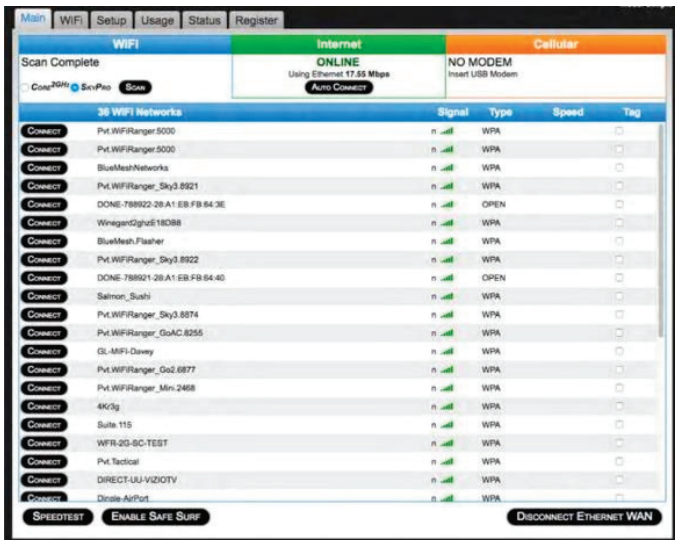 Main WiFi Setup Usage Status Register
WiFi Internet Cellular
Scan Complete ONLINE NO MODEM
Using Ethernet 17.55 Mbps Insert USB Modem
Core 2GHz SkyPro Scan Auto Connect
36 WiFi Networks Signal Type Speed Tag
Connect Pvt.WiFiRanger.5000 n WPA
Connect Pvt.WiFiRanger.5000 n WPA
Connect BlueMeshNetworks n WPA
Connect Pvt.WiFiRanger_Sky3.8921 n WPA
Connect DONE-788922-28:A1:EB:FB:64:3E n OPEN
Connect Winegard2ghzE18DB8 n WPA
Connect BlueMesh.Flasher n WPA
Connect Pvt.WiFiRanger_Sky3.8922 n WPA
Connect DONE-788921-28:A1:EB:FB:64:40 n OPEN
Connect Salmon_Sushi n WPA
Connect Pvt.WiFiRanger_Sky3.8874 n WPA
Connect Pvt.WiFiRanger_GoAC.8255 n WPA
Connect GL-MIFI-Davey n WPA
Connect Pvt.WiFiRanger_Go2.6877 n WPA
Connect Pvt.WiFiRanger_Mini.2468 n WPA
Connect 4Kr3g n WPA
Connect Suite.115 n WPA
Connect WFR-2G-SC-TEST n WPA
Connect Pvt.Tactical n WPA
Connect DIRECT-UU-VIZIOTV n WPA
Connect Dingle-AirPort n WPA
Speedtest Enable Safe Surf Disconnect Ethernet WAN